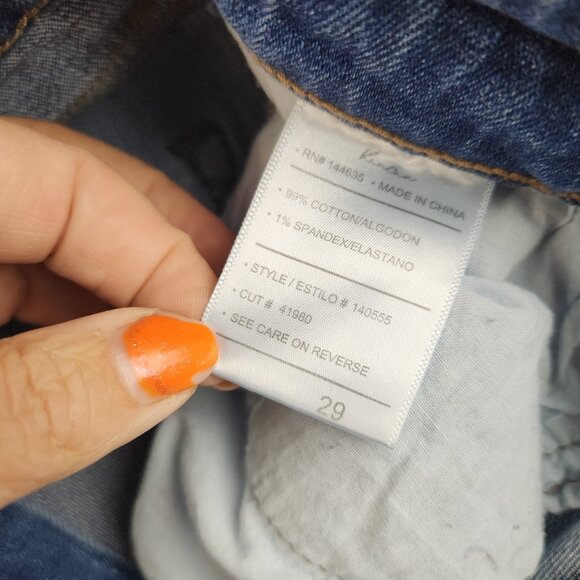 KanCan
• RN# 144635 • MADE IN CHINA
• 99% COTTON/ALGODON
• 1% SPANDEX/ELASTANO
• STYLE / ESTILO # 140555
• CUT # 41980
• SEE CARE ON REVERSE
29